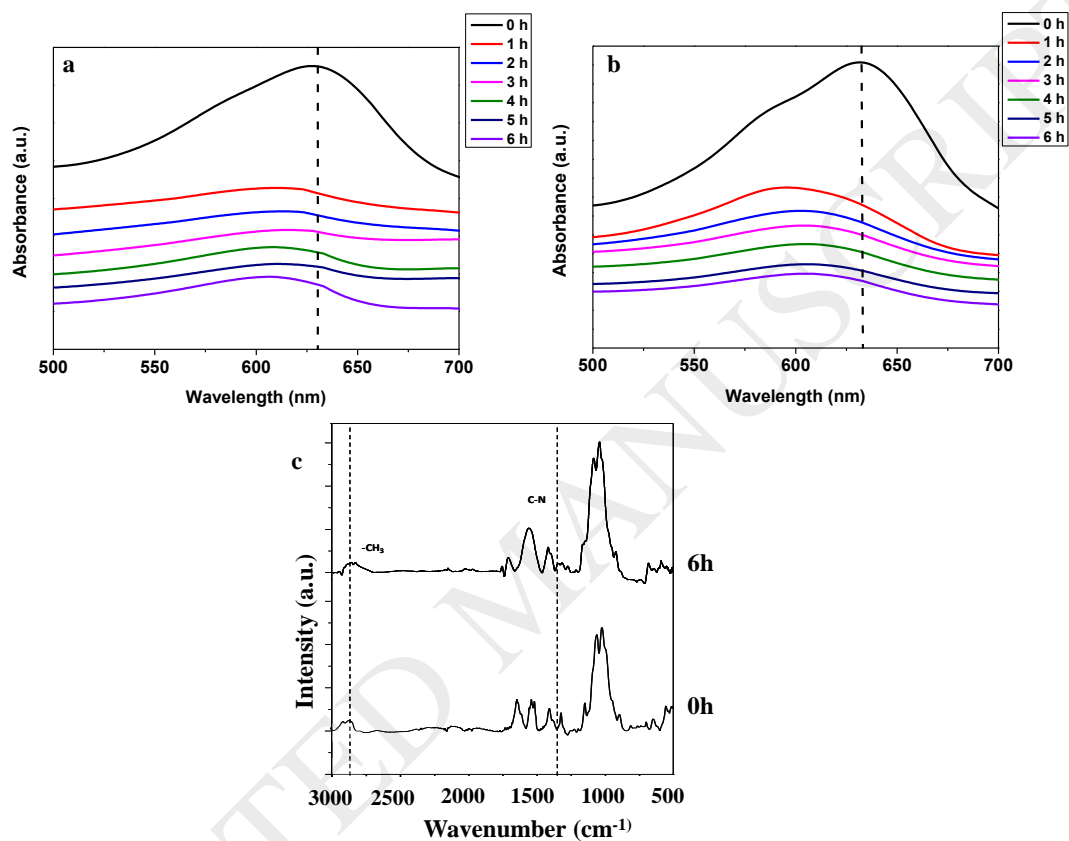 a
0 h
1 h
2 h
3 h
4 h
5 h
6 h
Absorbance (a.u.)
500 550 600 650 700
Wavelength (nm)
b
0 h
1 h
2 h
3 h
4 h
5 h
6 h
Absorbance (a.u.)
500 550 600 650 700
Wavelength (nm)
c
C-N
-CH₃
6h
0h
Intensity (a.u.)
3000 2500 2000 1500 1000 500
Wavenumber (cm⁻¹)
TED MANUSCRIPT